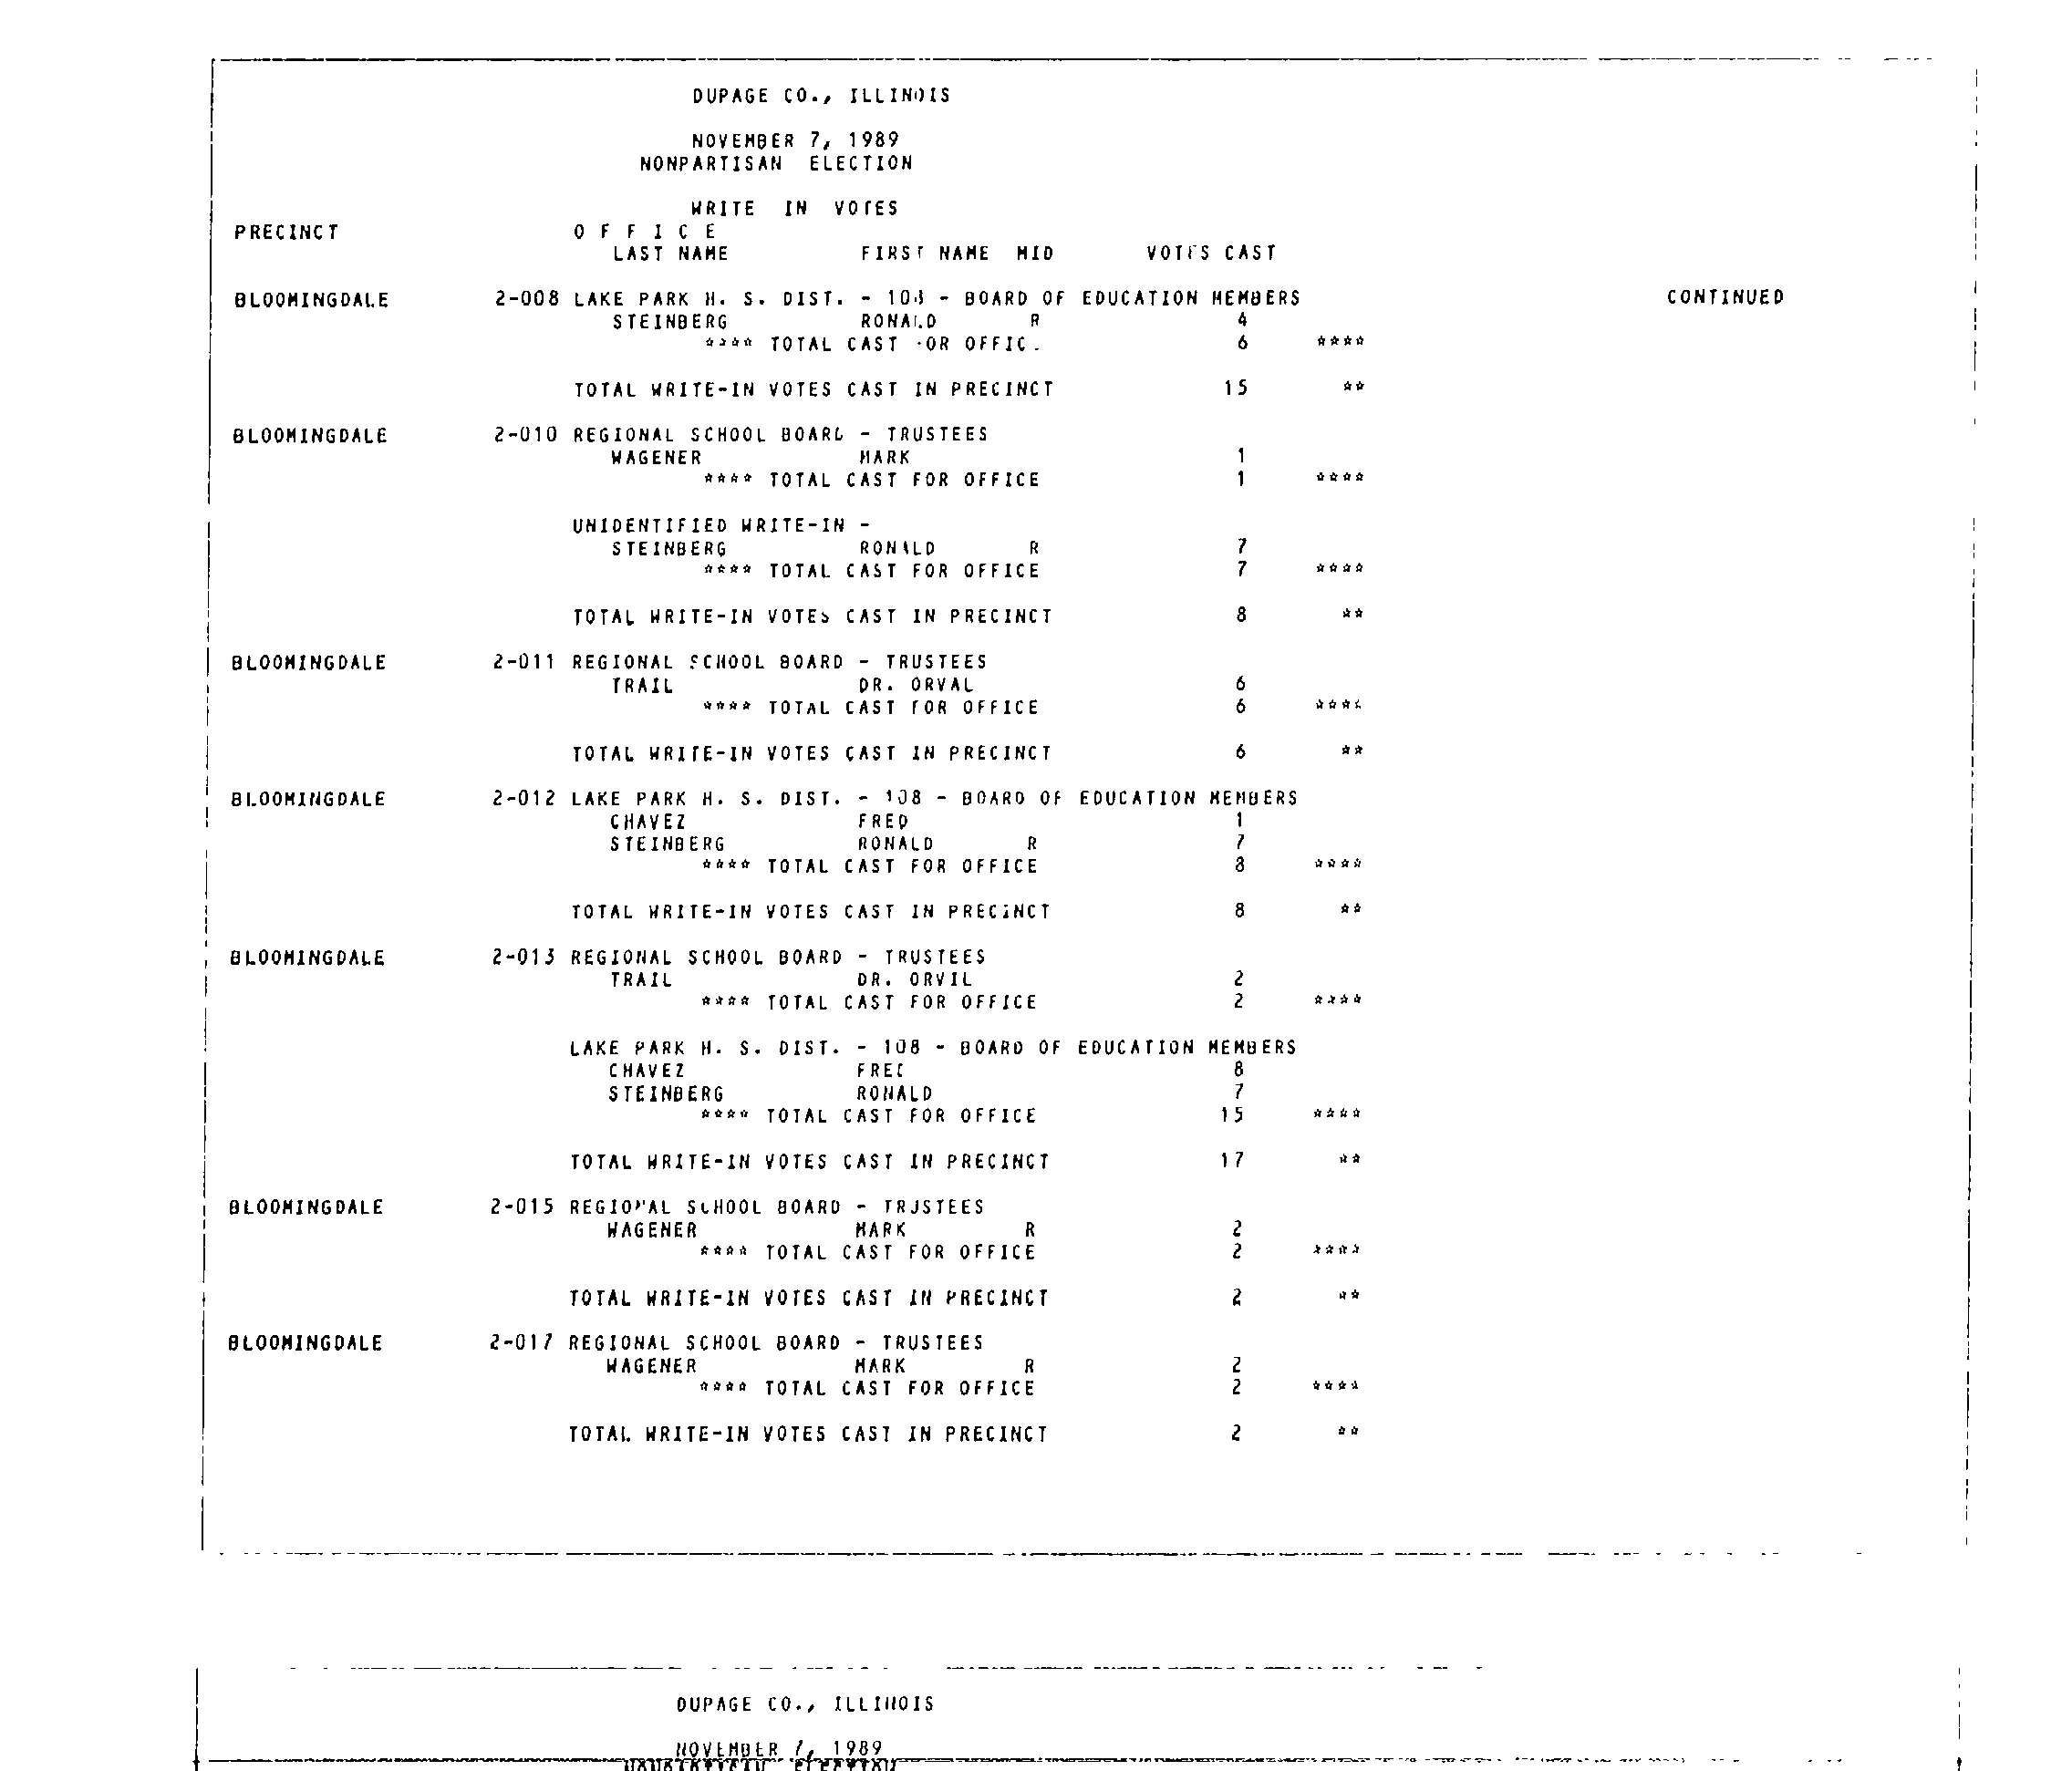 DUPAGE CO., ILLINOIS
NOVEMBER 7, 1989
NONPARTISAN ELECTION
WRITE IN VOTES
PRECINCT O F F I C E
LAST NAME FIRST NAME MID VOTES CAST
BLOOMINGDALE 2-008 LAKE PARK H. S. DIST. - 108 - BOARD OF EDUCATION MEMBERS CONTINUED
STEINBERG RONALD R 4
**** TOTAL CAST FOR OFFICE 6 ****
TOTAL WRITE-IN VOTES CAST IN PRECINCT 15 **
BLOOMINGDALE 2-010 REGIONAL SCHOOL BOARD - TRUSTEES
WAGENER MARK 1
**** TOTAL CAST FOR OFFICE 1 ****
UNIDENTIFIED WRITE-IN -
STEINBERG RONALD R 7
**** TOTAL CAST FOR OFFICE 7 ****
TOTAL WRITE-IN VOTES CAST IN PRECINCT 8 **
BLOOMINGDALE 2-011 REGIONAL SCHOOL BOARD - TRUSTEES
TRAIL DR. ORVAL 6
**** TOTAL CAST FOR OFFICE 6 ****
TOTAL WRITE-IN VOTES CAST IN PRECINCT 6 **
BLOOMINGDALE 2-012 LAKE PARK H. S. DIST. - 108 - BOARD OF EDUCATION MEMBERS
CHAVEZ FRED 1
STEINBERG RONALD R 7
**** TOTAL CAST FOR OFFICE 8 ****
TOTAL WRITE-IN VOTES CAST IN PRECINCT 8 **
BLOOMINGDALE 2-013 REGIONAL SCHOOL BOARD - TRUSTEES
TRAIL DR. ORVIL 2
**** TOTAL CAST FOR OFFICE 2 ****
LAKE PARK H. S. DIST. - 108 - BOARD OF EDUCATION MEMBERS
CHAVEZ FRED 8
STEINBERG RONALD 7
**** TOTAL CAST FOR OFFICE 15 ****
TOTAL WRITE-IN VOTES CAST IN PRECINCT 17 **
BLOOMINGDALE 2-015 REGIONAL SCHOOL BOARD - TRUSTEES
WAGENER MARK R 2
**** TOTAL CAST FOR OFFICE 2 ****
TOTAL WRITE-IN VOTES CAST IN PRECINCT 2 **
BLOOMINGDALE 2-017 REGIONAL SCHOOL BOARD - TRUSTEES
WAGENER MARK R 2
**** TOTAL CAST FOR OFFICE 2 ****
TOTAL WRITE-IN VOTES CAST IN PRECINCT 2 **
DUPAGE CO., ILLINOIS
NOVEMBER 7, 1989